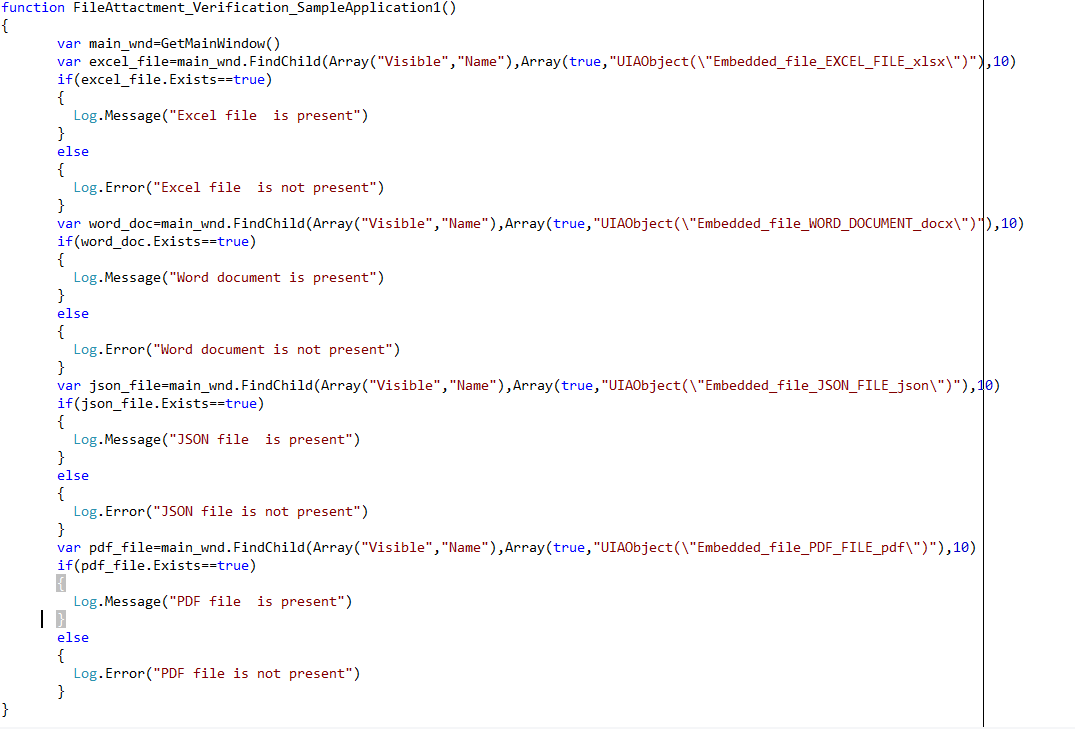 function FileAttactment_Verification_SampleApplication1()
{
var main_wnd=GetMainWindow()
var excel_file=main_wnd.FindChild(Array("Visible","Name"),Array(true,"UIAObject(\"Embedded_file_EXCEL_FILE_xlsx\")"),10)
if(excel_file.Exists==true)
{
Log.Message("Excel file  is present")
}
else
{
Log.Error("Excel file  is not present")
}
var word_doc=main_wnd.FindChild(Array("Visible","Name"),Array(true,"UIAObject(\"Embedded_file_WORD_DOCUMENT_docx\")"),10)
if(word_doc.Exists==true)
{
Log.Message("Word document is present")
}
else
{
Log.Error("Word document is not present")
}
var json_file=main_wnd.FindChild(Array("Visible","Name"),Array(true,"UIAObject(\"Embedded_file_JSON_FILE_json\")"),10)
if(json_file.Exists==true)
{
Log.Message("JSON file  is present")
}
else
{
Log.Error("JSON file is not present")
}
var pdf_file=main_wnd.FindChild(Array("Visible","Name"),Array(true,"UIAObject(\"Embedded_file_PDF_FILE_pdf\")"),10)
if(pdf_file.Exists==true)
{
Log.Message("PDF file  is present")
}
else
{
Log.Error("PDF file is not present")
}
}